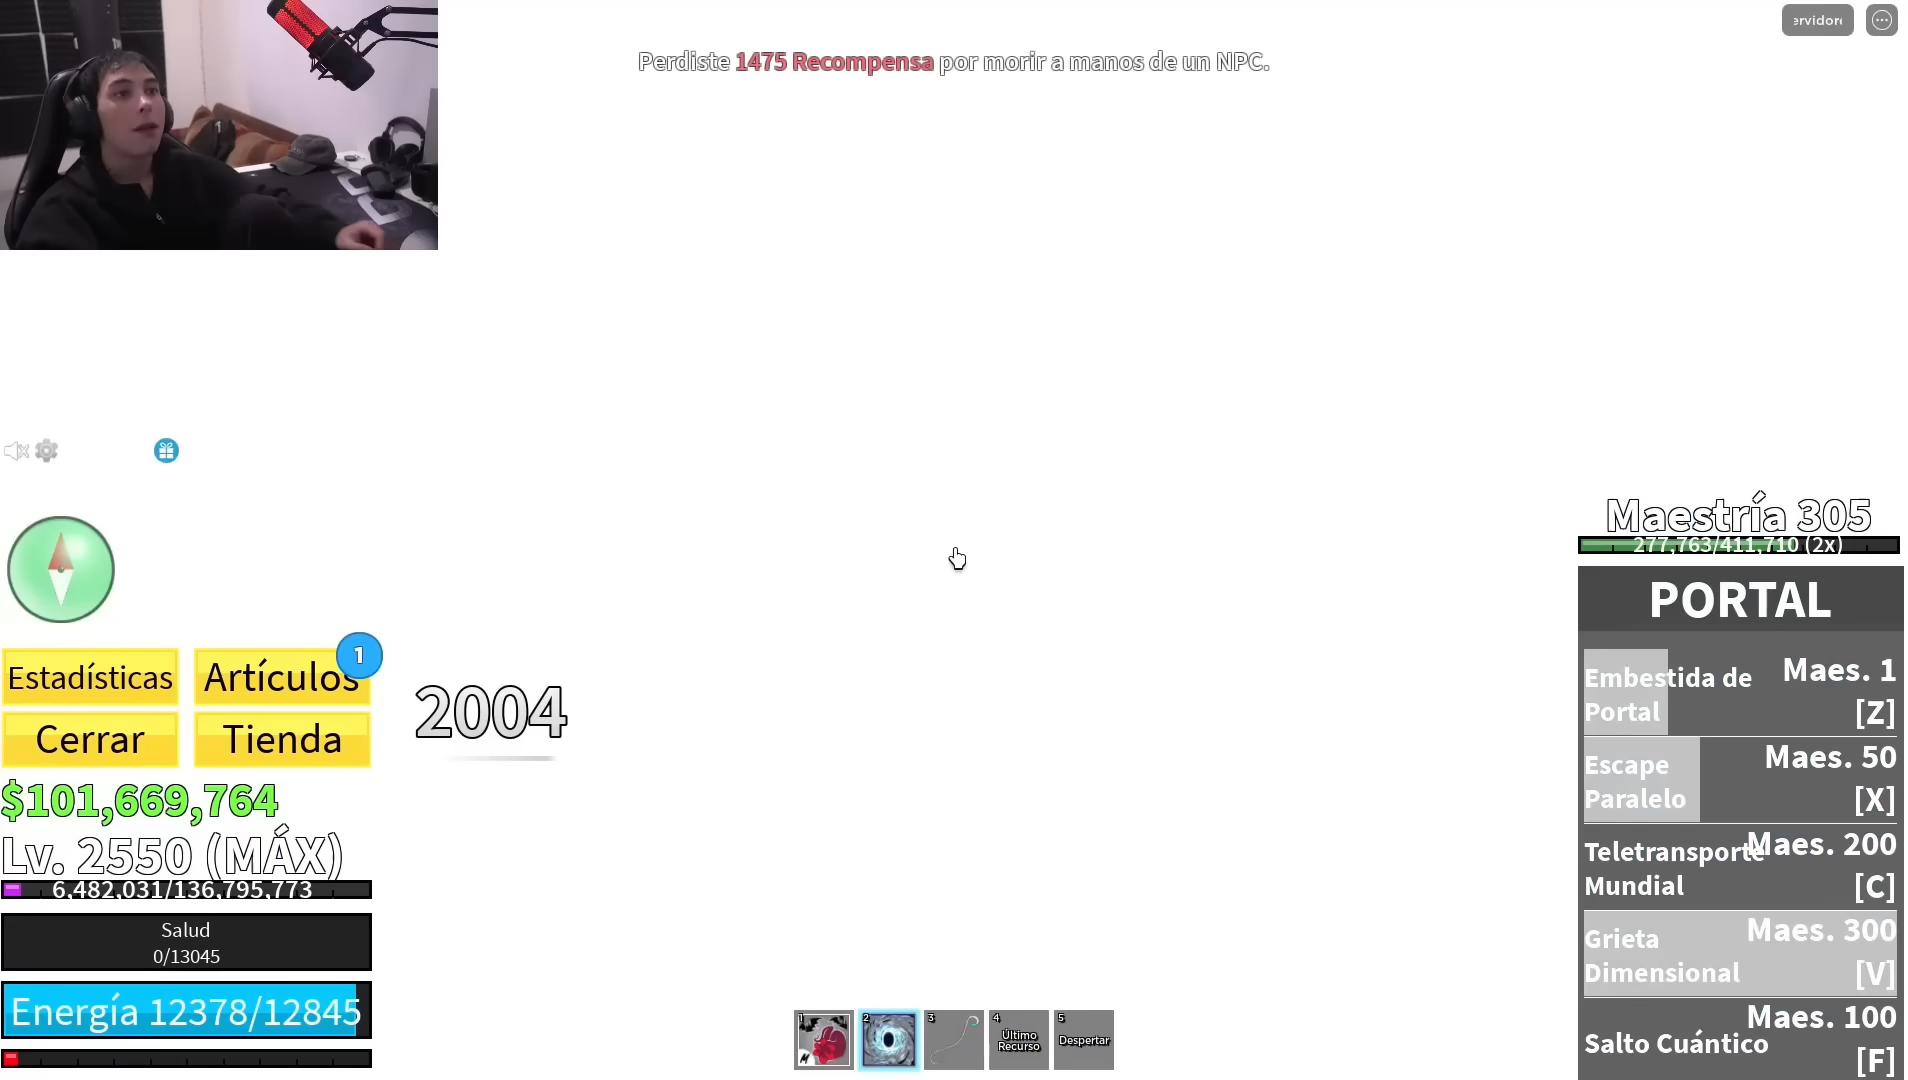 ervidor
Perdiste 1475 Recompensa por morir a manos de un NPC.
Maestría 305
277,763/411,710 (2x)
PORTAL
Embestida de Portal
Maes. 1
[Z]
Escape Paralelo
Maes. 50
[X]
Teletransporte Mundial
Maes. 200
[C]
Grieta Dimensional
Maes. 300
[V]
Salto Cuántico
Maes. 100
[F]
Estadísticas
Artículos
1
Cerrar
Tienda
2004
$101,669,764
Lv. 2550 (MÁX)
6,482,031/136,795,773
Salud
0/13045
Energía 12378/12845
1
2
3
4
Último
Recurso
5
Despertar